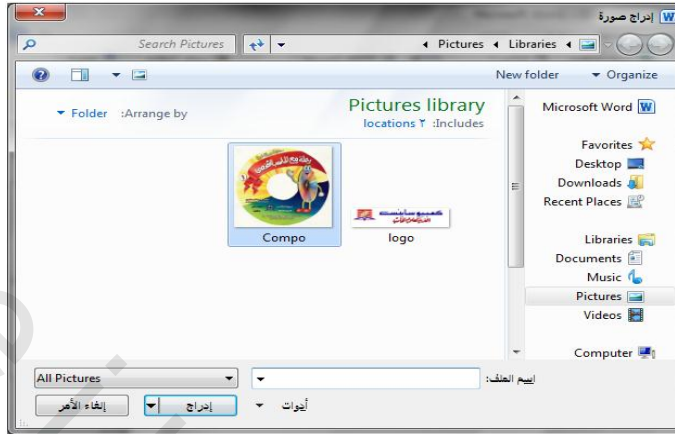 إدراج صورة
Search Pictures
Pictures
Libraries
New folder
Organize
Microsoft Word
Favorites
Desktop
Downloads
Recent Places
Libraries
Documents
Music
Pictures
Videos
Computer
Pictures library
Includes: ٢ locations
Arrange by: Folder
Compo
logo
كمبيو ساينس
اسم الملف:
All Pictures
أدوات
إدراج
إلغاء الأمر